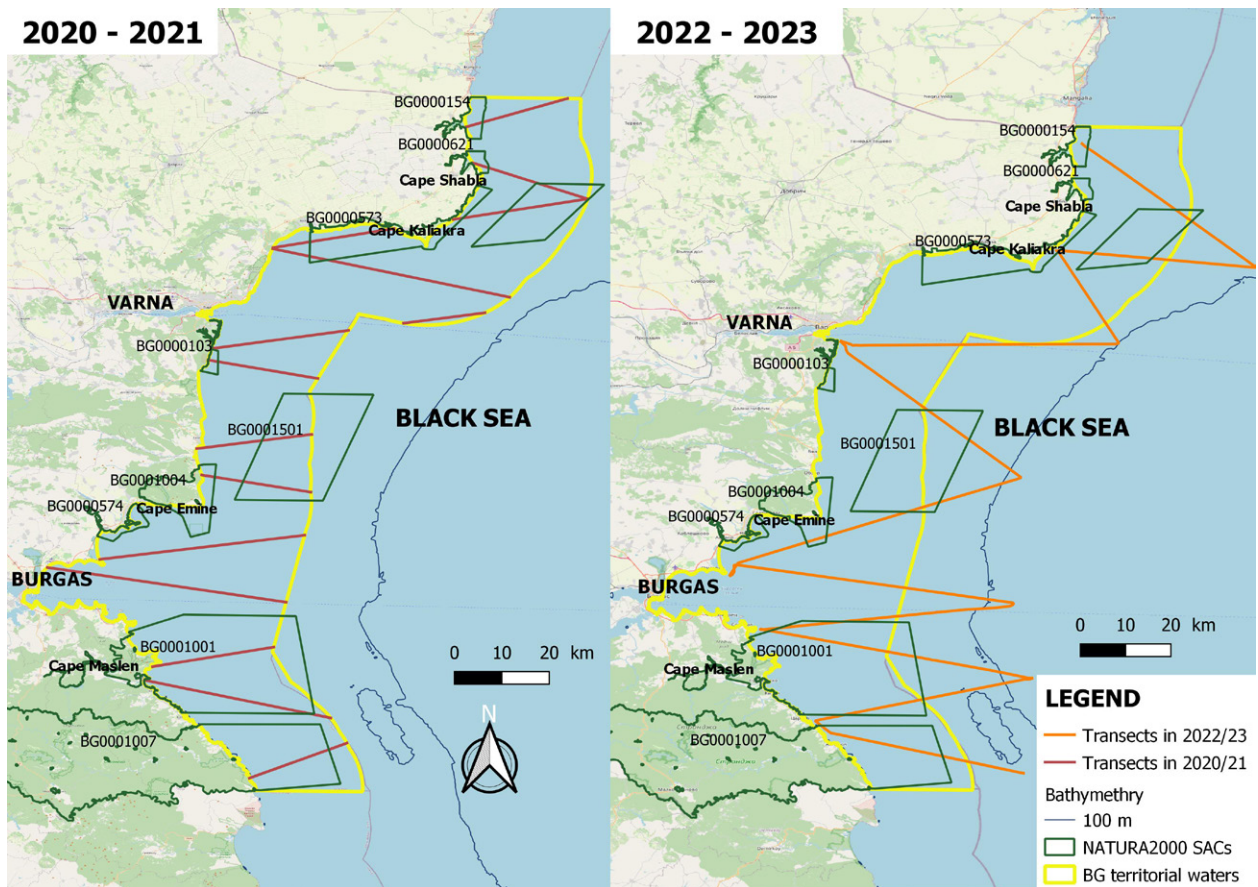 2020 - 2021
BG0000154
BG0000621
Cape Shabla
BG0000573
Cape Kaliakra
VARNA
BG0000103
BLACK SEA
BG0001501
BG0001004
BG0000574
Cape Emine
BURGAS
BG0001001
Cape Maslen
0 10 20 km
N
BG0001007
2022 - 2023
BG0000154
BG0000621
Cape Shabla
BG0000573
Cape Kaliakra
VARNA
BG0000103
BLACK SEA
BG0001501
BG0001004
BG0000574
Cape Emine
BURGAS
BG0001001
Cape Maslen
0 10 20 km
BG0001007
LEGEND
Transects in 2022/23
Transects in 2020/21
Bathymethry
100 m
NATURA2000 SACs
BG territorial waters